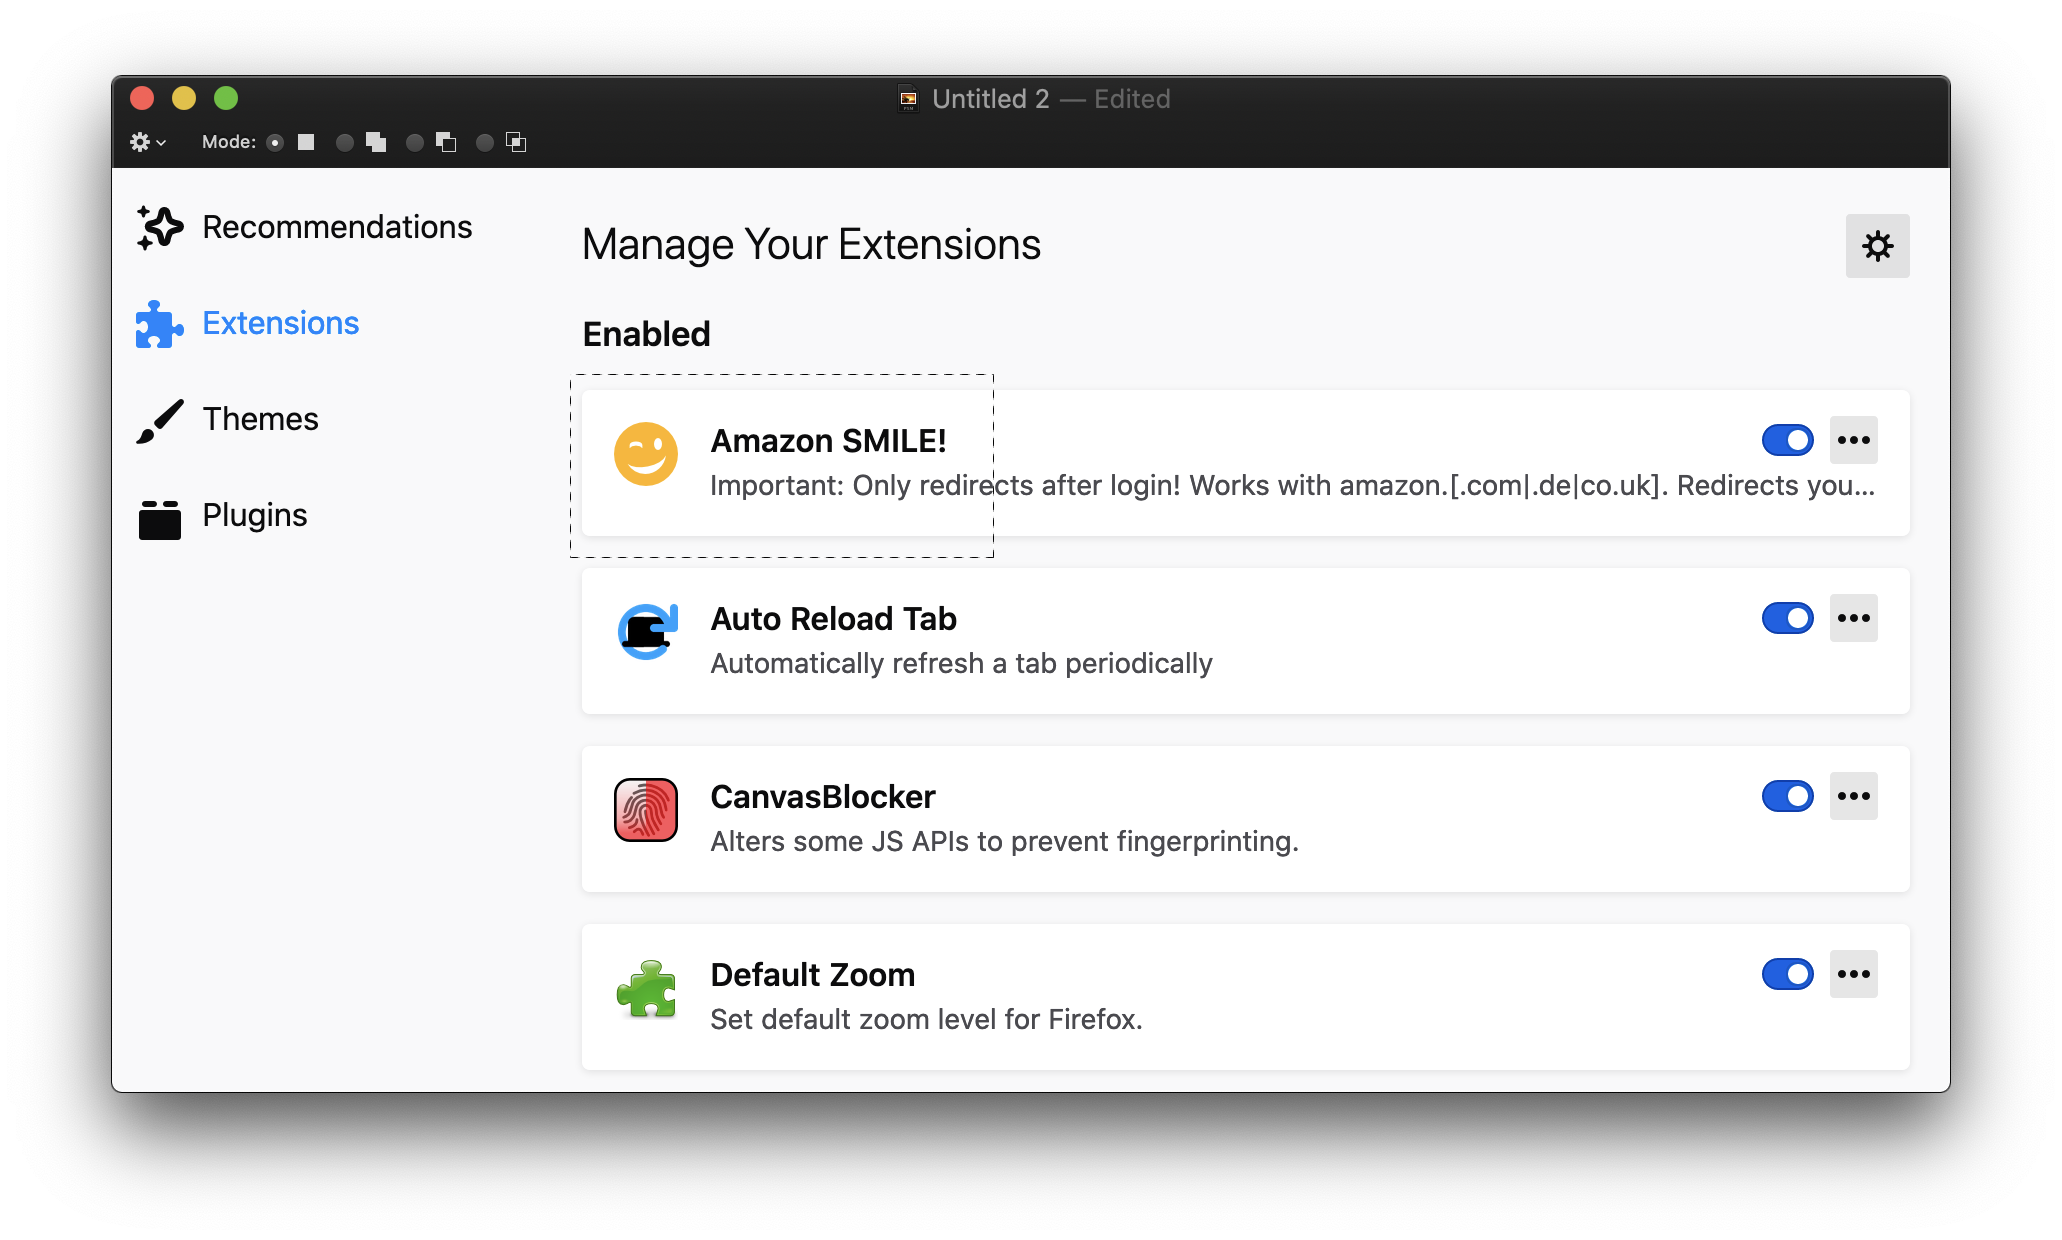 Untitled 2 — Edited
Mode:
Recommendations
Extensions
Themes
Plugins
Manage Your Extensions
Enabled
Amazon SMILE!
Important: Only redirects after login! Works with amazon.[.com|.de|co.uk]. Redirects you...
Auto Reload Tab
Automatically refresh a tab periodically
CanvasBlocker
Alters some JS APIs to prevent fingerprinting.
Default Zoom
Set default zoom level for Firefox.